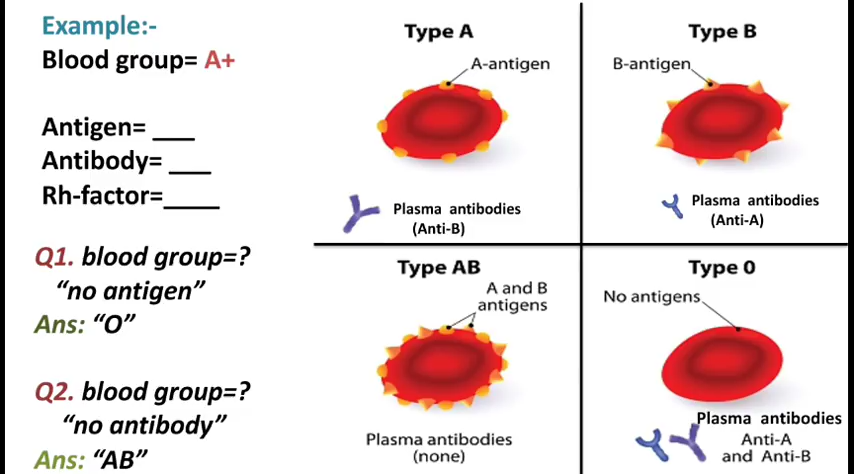 Example:-
Blood group= A+
Antigen= ___
Antibody= ___
Rh-factor=____
Q1. blood group=?
“no antigen”
Ans: “O”
Q2. blood group=?
“no antibody”
Ans: “AB”
Type A
A-antigen
Plasma antibodies
(Anti-B)
Type B
B-antigen
Plasma antibodies
(Anti-A)
Type AB
A and B
antigens
Plasma antibodies
(none)
Type O
No antigens
Plasma antibodies
Anti-A
and Anti-B